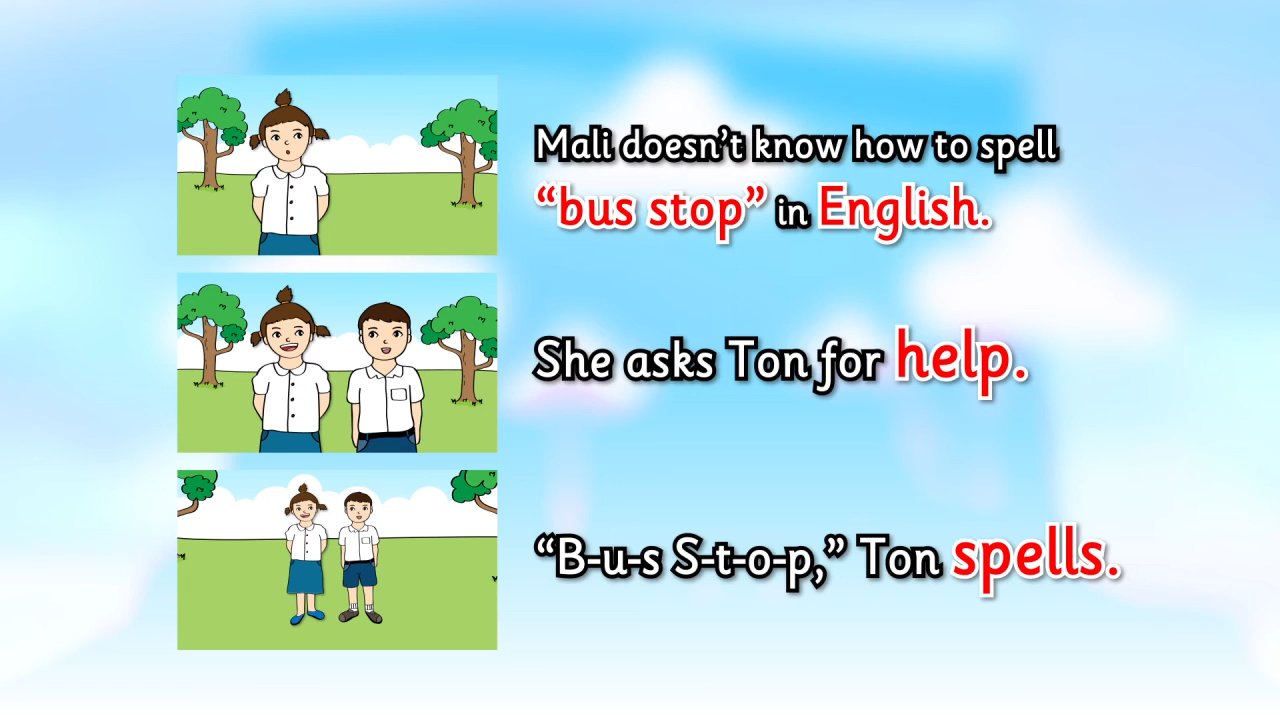 Mali doesn’t know how to spell
“bus stop” in English.
She asks Ton for help.
“B-u-s S-t-o-p,” Ton spells.